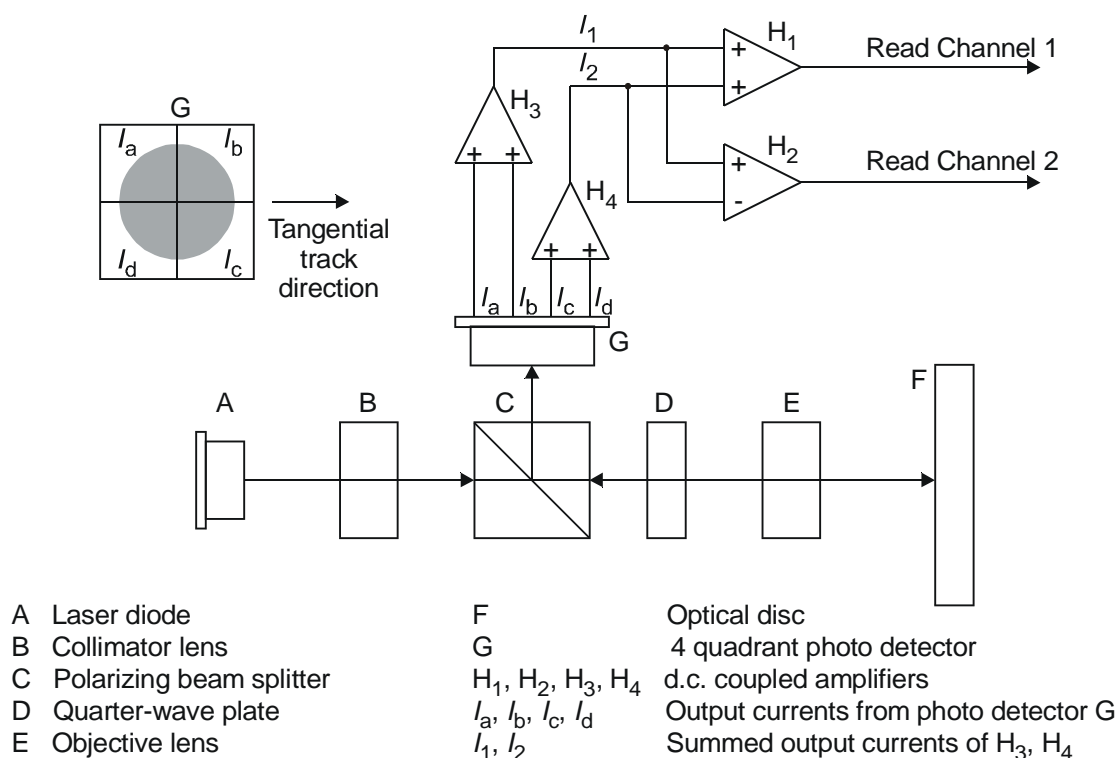 I1 H1
Read Channel 1
I2
H3
G
Ia Ib
+ +
H2
Read Channel 2
+ -
H4
Tangential
track
direction
Id Ic
+ +
+ +
Ia Ib Ic Id
G
F
A B C D E
A Laser diode F Optical disc
B Collimator lens G 4 quadrant photo detector
C Polarizing beam splitter H1, H2, H3, H4 d.c. coupled amplifiers
D Quarter-wave plate Ia, Ib, Ic, Id Output currents from photo detector G
E Objective lens I1, I2 Summed output currents of H3, H4